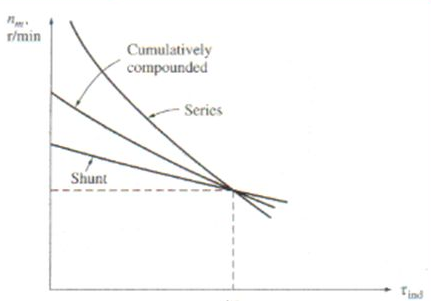 n_m,
r/min
Cumulatively
compounded
Series
Shunt
τ_ind